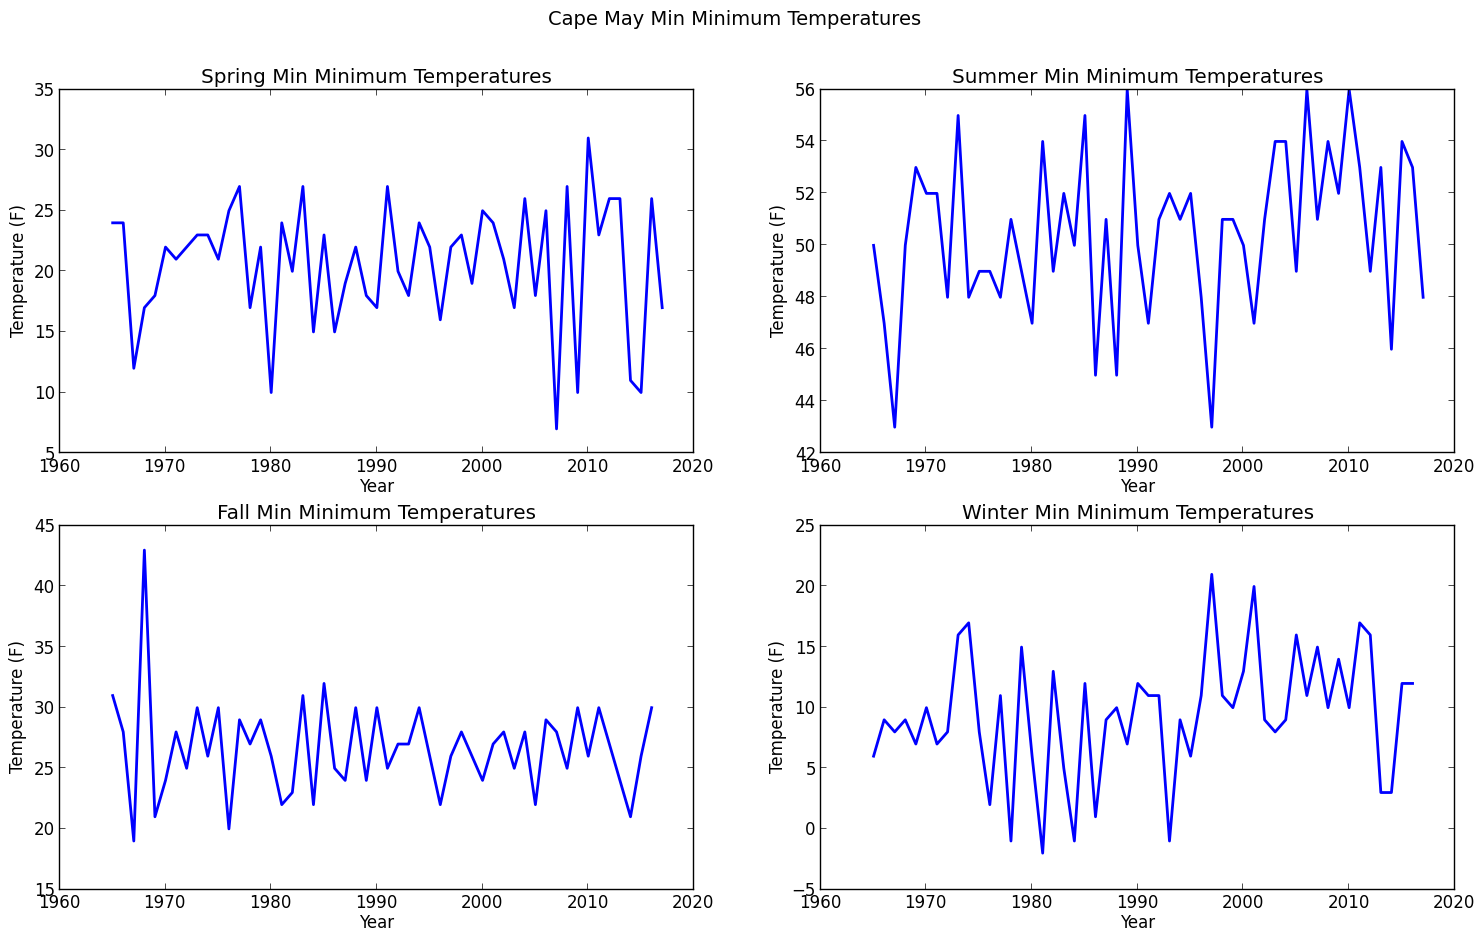 Cape May Min Minimum Temperatures
Spring Min Minimum Temperatures
35
30
25
20
15
10
5
Temperature (F)
1960 1970 1980 1990 2000 2010 2020
Year
Summer Min Minimum Temperatures
56
54
52
50
48
46
44
42
Temperature (F)
1960 1970 1980 1990 2000 2010 2020
Year
Fall Min Minimum Temperatures
45
40
35
30
25
20
15
Temperature (F)
1960 1970 1980 1990 2000 2010 2020
Year
Winter Min Minimum Temperatures
25
20
15
10
5
0
−5
Temperature (F)
1960 1970 1980 1990 2000 2010 2020
Year